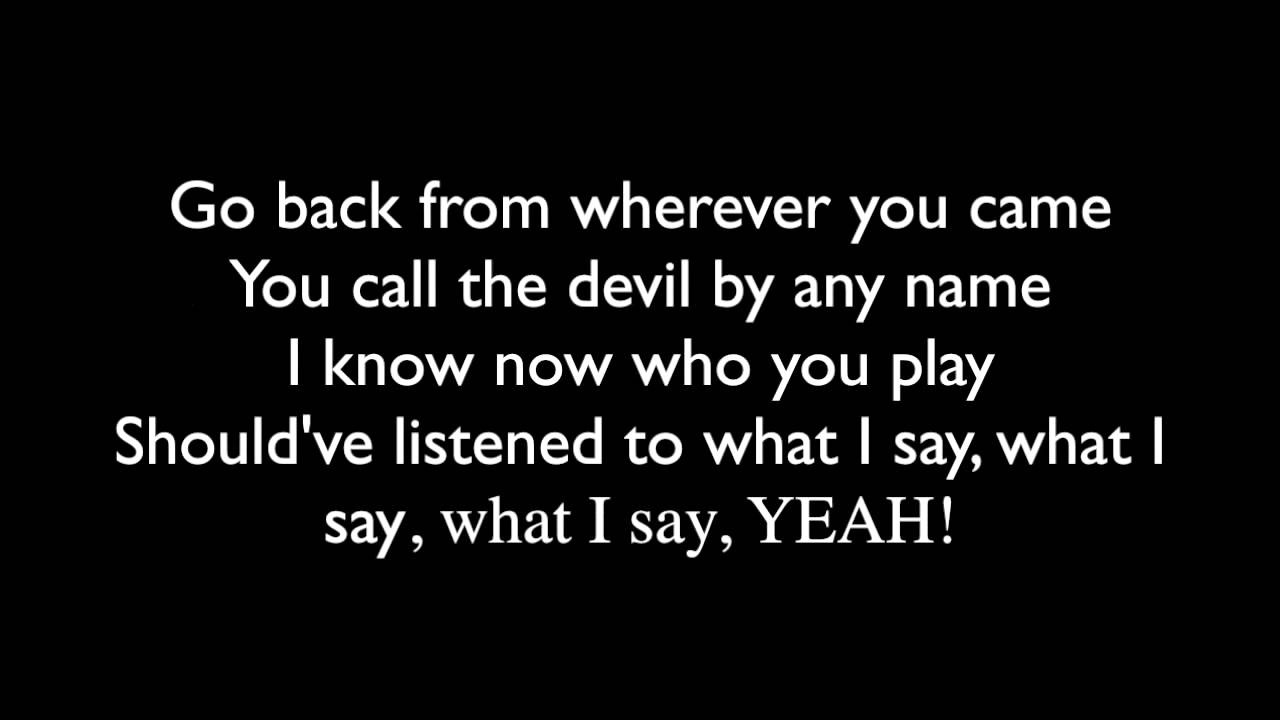 Go back from wherever you came
You call the devil by any name
I know now who you play
Should've listened to what I say, what I
say, what I say, YEAH!